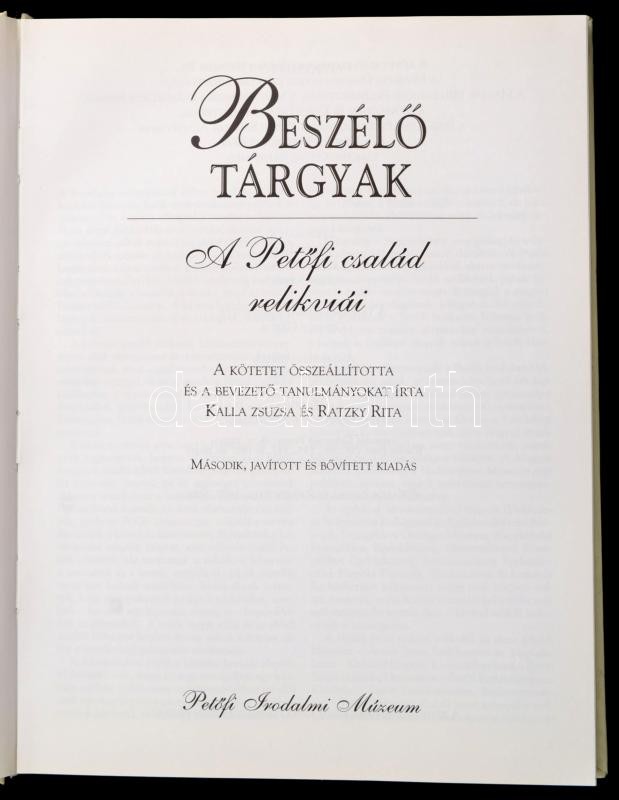 BESZÉLŐ
TÁRGYAK
A Petőfi család
relikviái
A KÖTETET ÖSSZEÁLLÍTOTTA
ÉS A BEVEZETŐ TANULMÁNYOKAT ÍRTA
KALLA ZSUZSA ÉS RATZKY RITA
darabanth
MÁSODIK, JAVÍTOTT ÉS BŐVÍTETT KIADÁS
Petőfi Irodalmi Múzeum